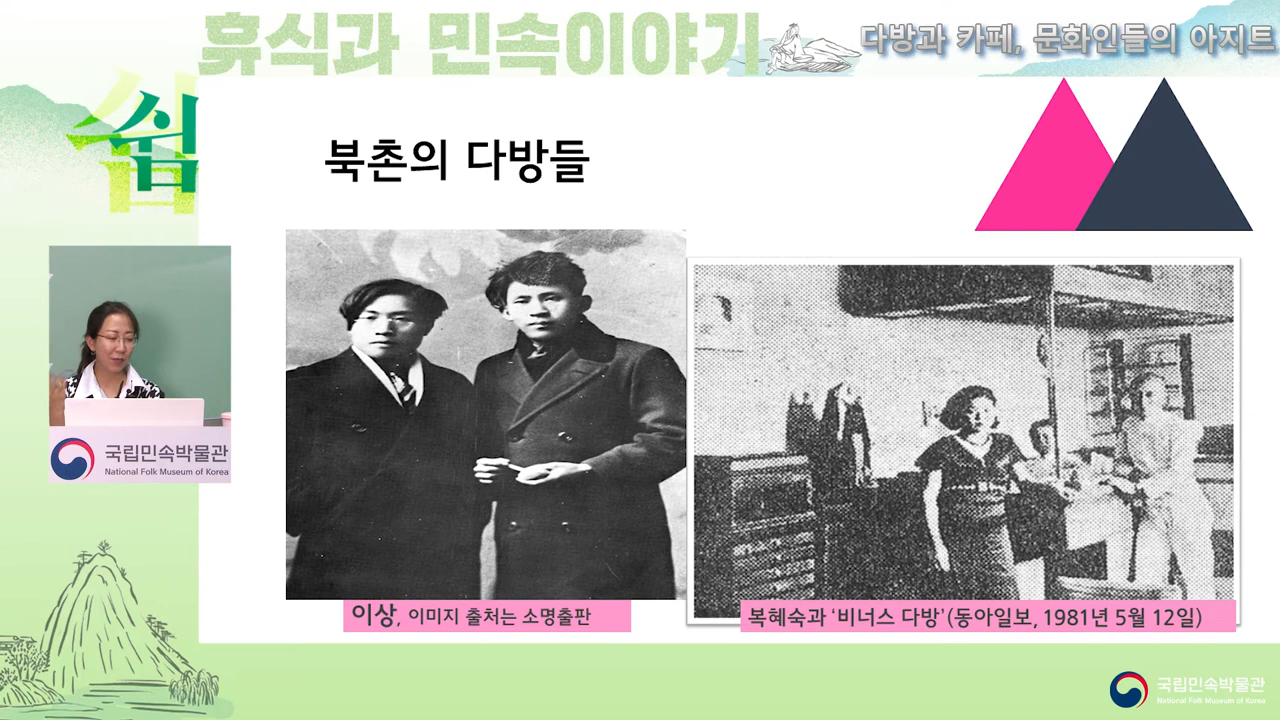 휴식과 민속이야기
다방과 카페, 문화인들의 아지트
쉼
북촌의 다방들
국립민속박물관
National Folk Museum of Korea
이상, 이미지 출처는 소명출판
복혜숙과 ‘비너스 다방’(동아일보, 1981년 5월 12일)
국립민속박물관
National Folk Museum of Korea